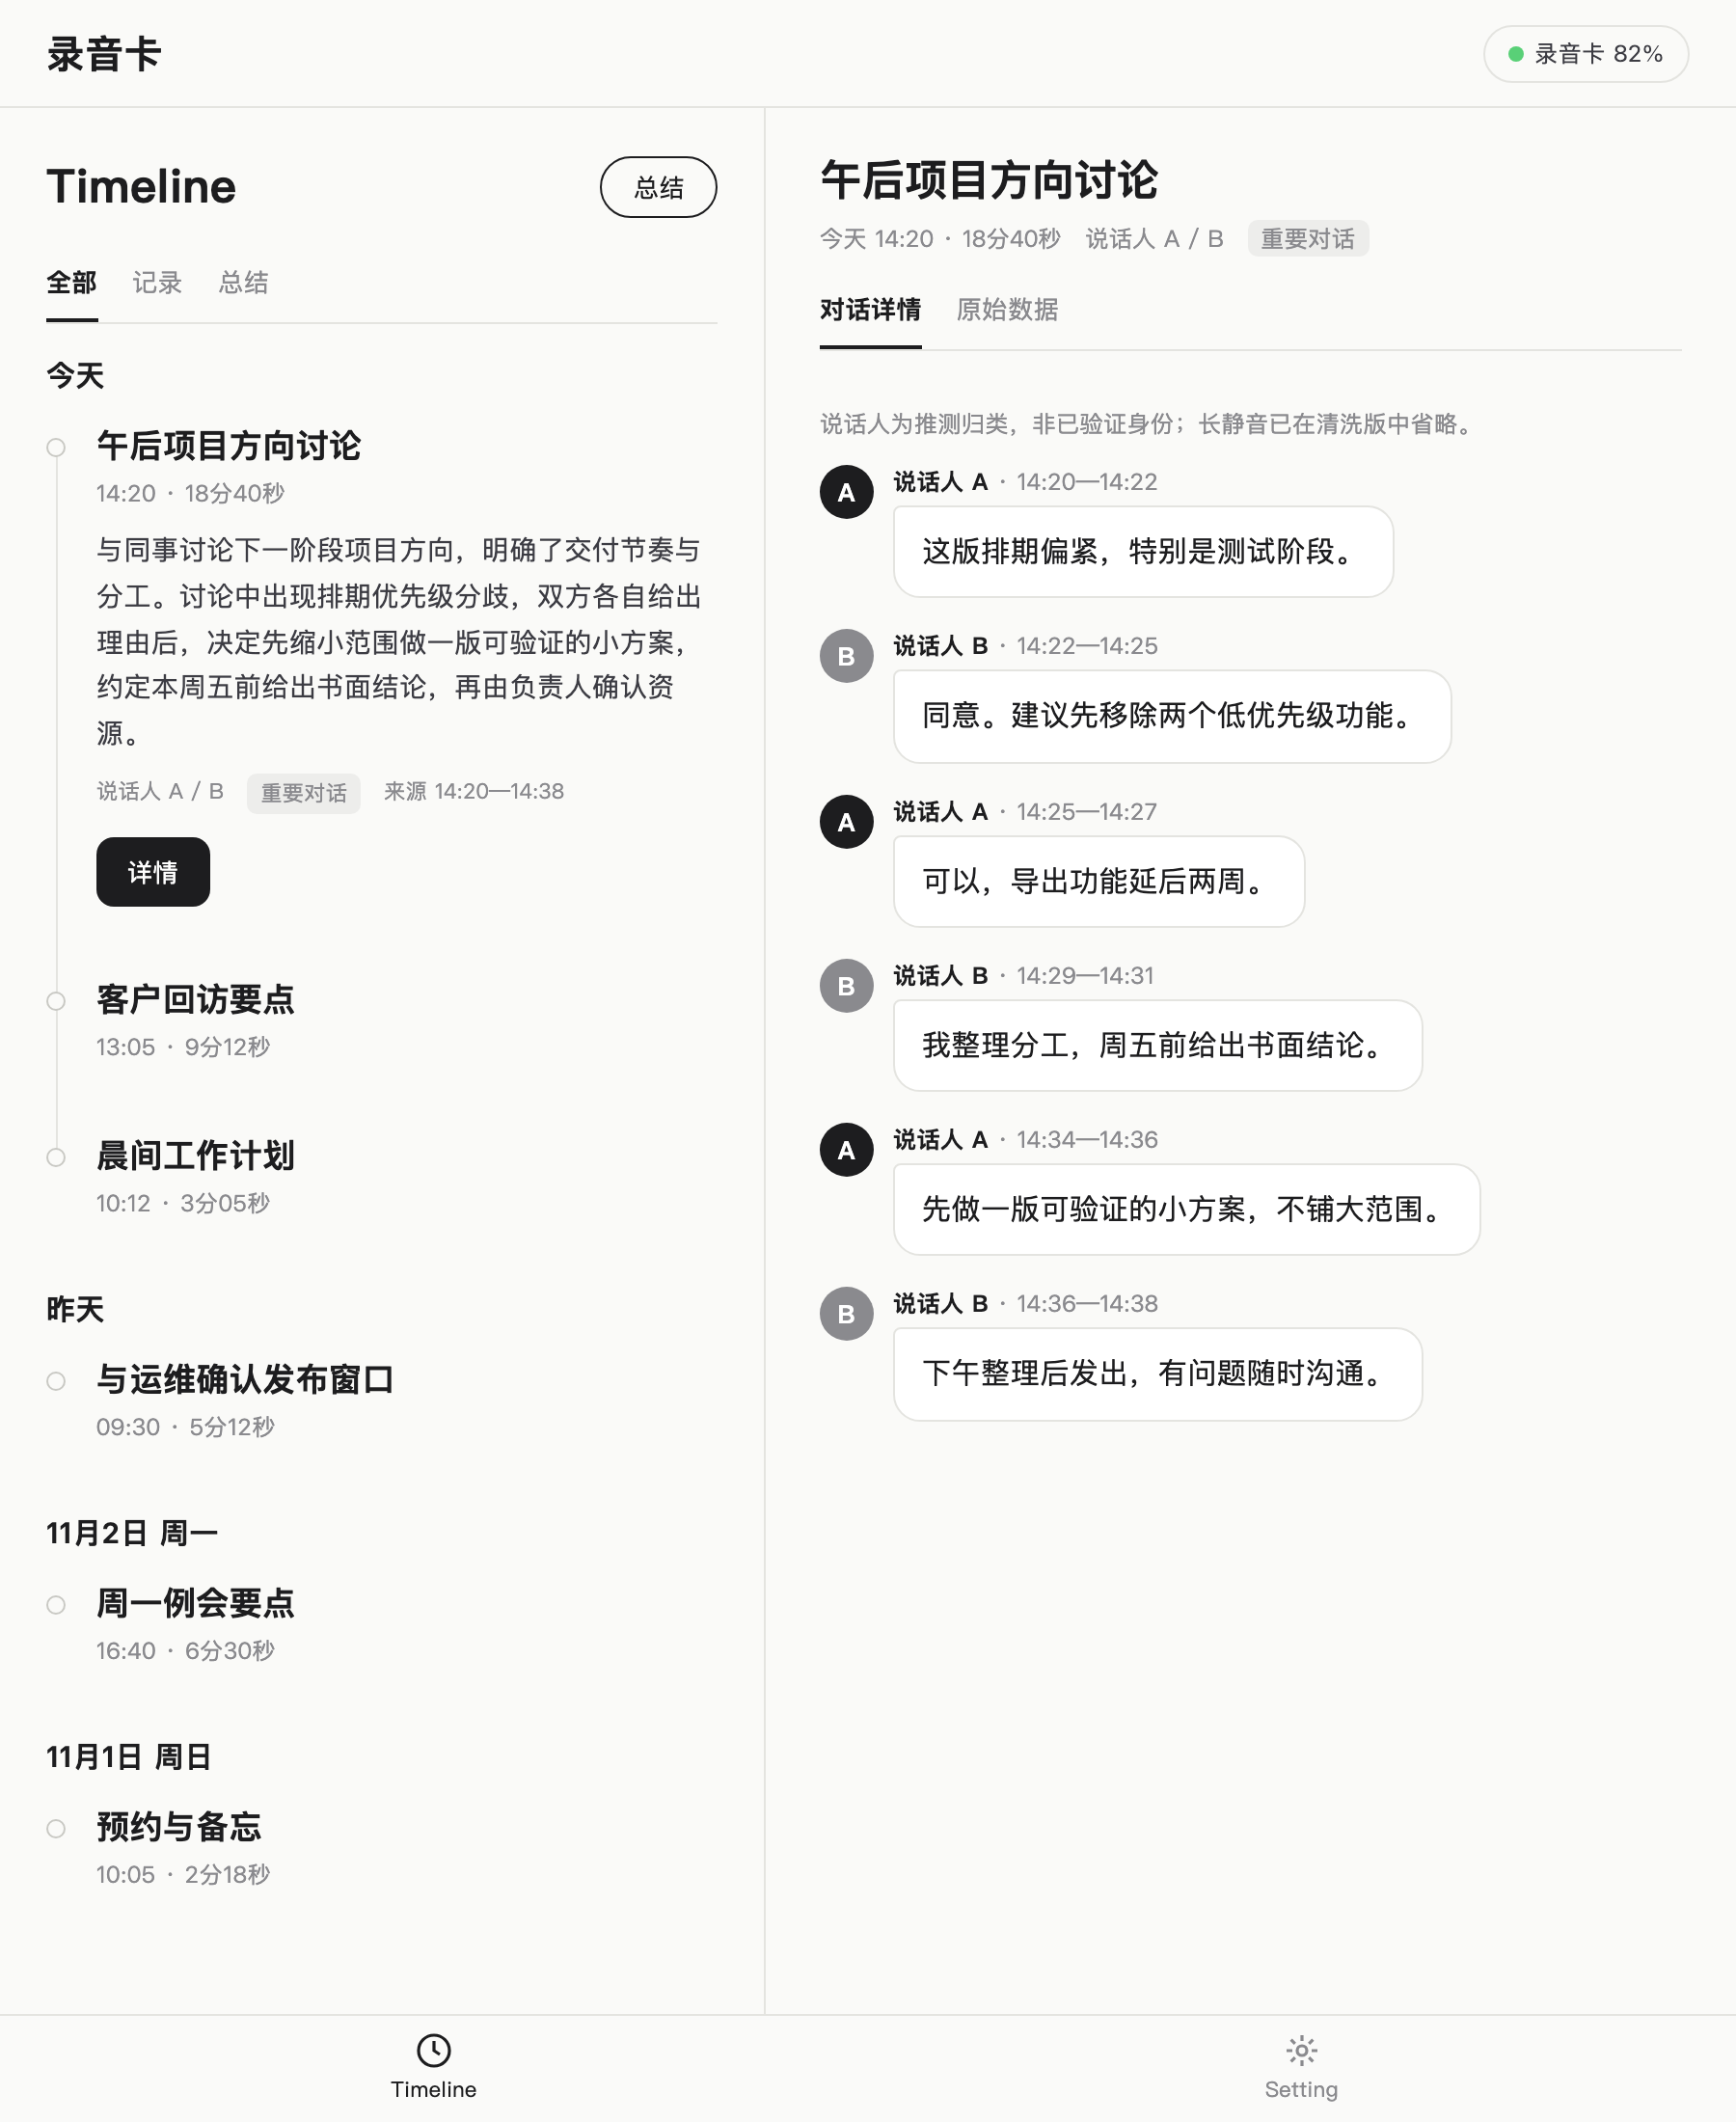 录音卡
录音卡 82%
Timeline
总结
全部 记录 总结
今天
午后项目方向讨论
14:20 · 18分40秒
与同事讨论下一阶段项目方向，明确了交付节奏与
分工。讨论中出现排期优先级分歧，双方各自给出
理由后，决定先缩小范围做一版可验证的小方案，
约定本周五前给出书面结论，再由负责人确认资
源。
说话人 A / B 重要对话 来源 14:20—14:38
详情
客户回访要点
13:05 · 9分12秒
晨间工作计划
10:12 · 3分05秒
昨天
与运维确认发布窗口
09:30 · 5分12秒
11月2日 周一
周一例会要点
16:40 · 6分30秒
11月1日 周日
预约与备忘
10:05 · 2分18秒
午后项目方向讨论
今天 14:20 · 18分40秒 说话人 A / B 重要对话
对话详情 原始数据
说话人为推测归类，非已验证身份；长静音已在清洗版中省略。
A 说话人 A · 14:20—14:22
这版排期偏紧，特别是测试阶段。
B 说话人 B · 14:22—14:25
同意。建议先移除两个低优先级功能。
A 说话人 A · 14:25—14:27
可以，导出功能延后两周。
B 说话人 B · 14:29—14:31
我整理分工，周五前给出书面结论。
A 说话人 A · 14:34—14:36
先做一版可验证的小方案，不铺大范围。
B 说话人 B · 14:36—14:38
下午整理后发出，有问题随时沟通。
Timeline
Setting